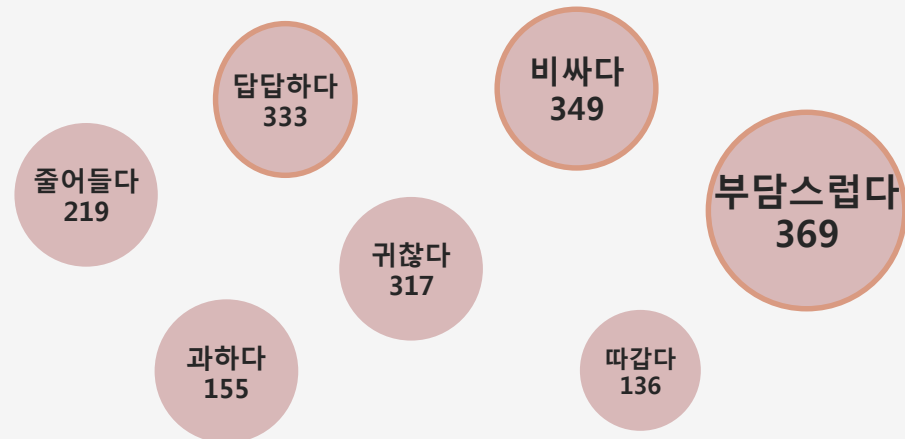 답답하다
333
비싸다
349
줄어들다
219
부담스럽다
369
귀찮다
317
과하다
155
따갑다
136